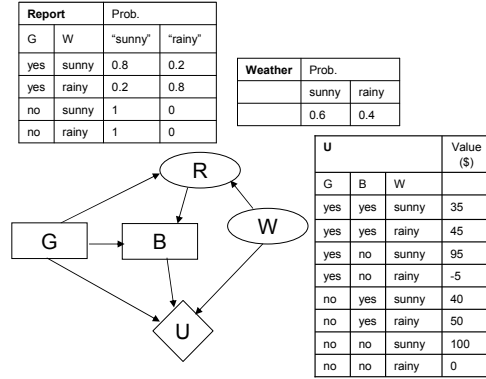 Report Prob.
G W “sunny” “rainy”
yes sunny 0.8 0.2
yes rainy 0.2 0.8
no sunny 1 0
no rainy 1 0
Weather Prob.
sunny rainy
0.6 0.4
U Value
($)
G B W
yes yes sunny 35
yes yes rainy 45
yes no sunny 95
yes no rainy -5
no yes sunny 40
no yes rainy 50
no no sunny 100
no no rainy 0
R
G B W
U